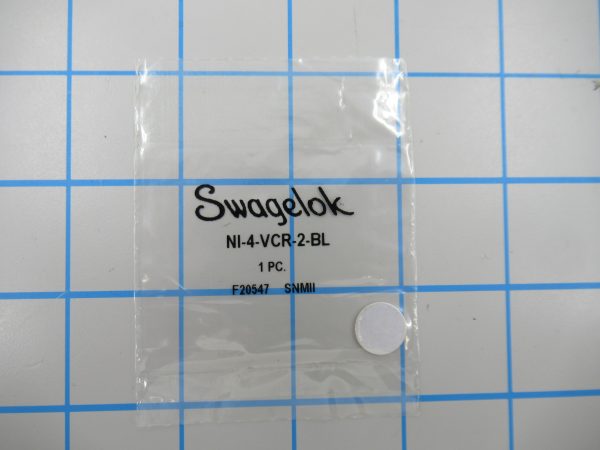 Swagelok
NI-4-VCR-2-BL
1 PC.
F20547 SNMII